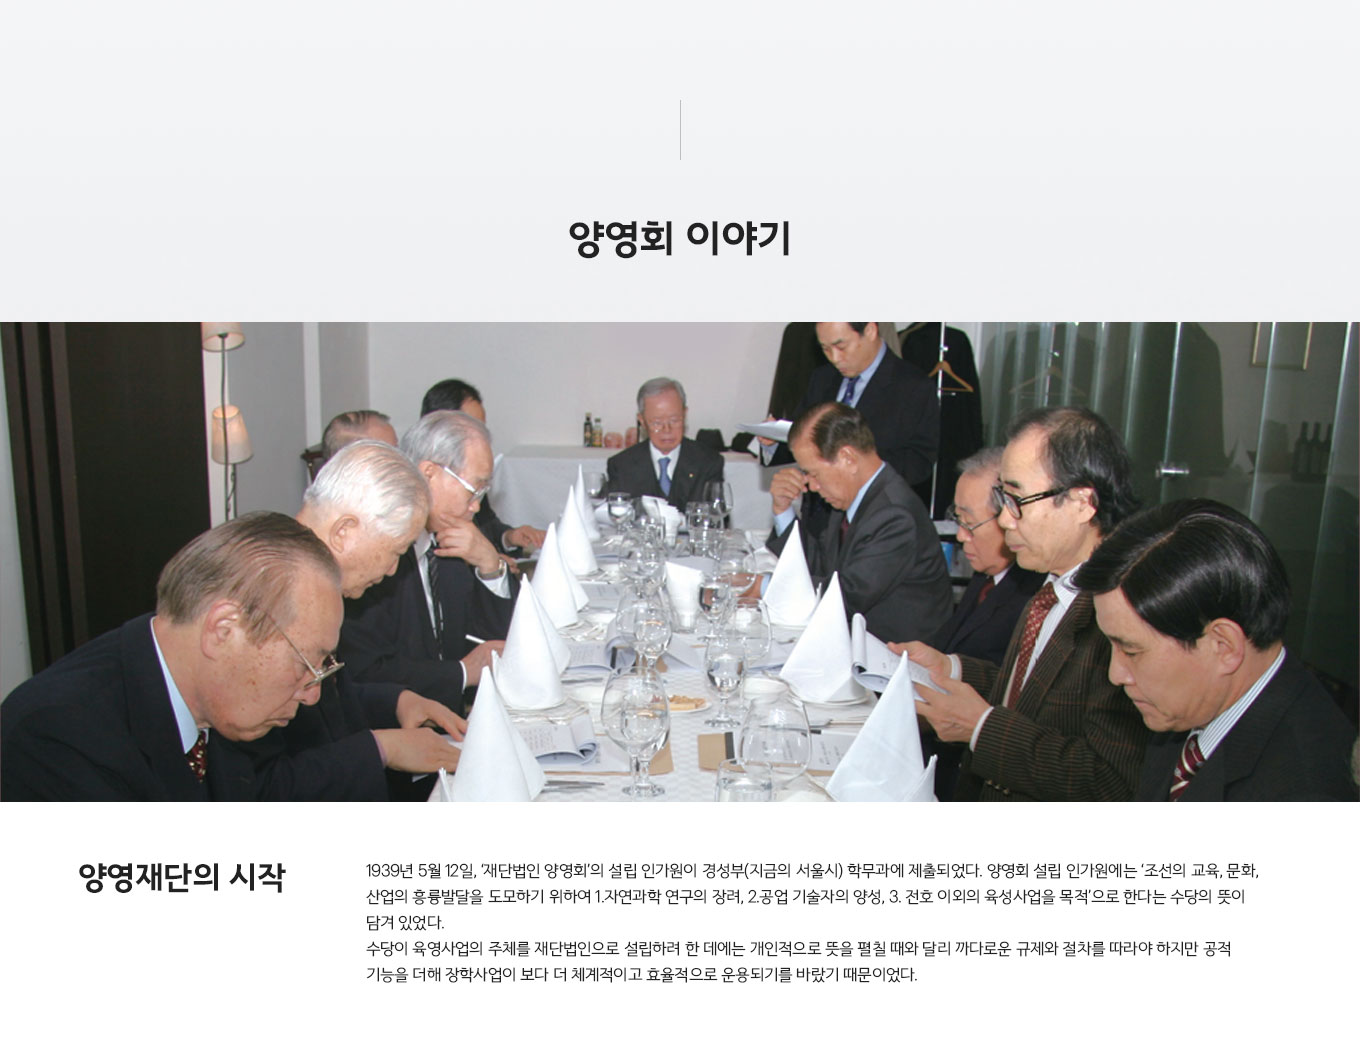 양영회 이야기
양영재단의 시작
1939년 5월 12일, ‘재단법인 양영회’의 설립 인가원이 경성부(지금의 서울시) 학무과에 제출되었다. 양영회 설립 인가원에는 ‘조선의 교육, 문화,
산업의 흥륭발달을 도모하기 위하여 1.자연과학 연구의 장려, 2.공업 기술자의 양성, 3. 전호 이외의 육성사업을 목적’으로 한다는 수당의 뜻이
담겨 있었다.
수당이 육영사업의 주체를 재단법인으로 설립하려 한 데에는 개인적으로 뜻을 펼칠 때와 달리 까다로운 규제와 절차를 따라야 하지만 공적
기능을 더해 장학사업이 보다 더 체계적이고 효율적으로 운용되기를 바랐기 때문이었다.